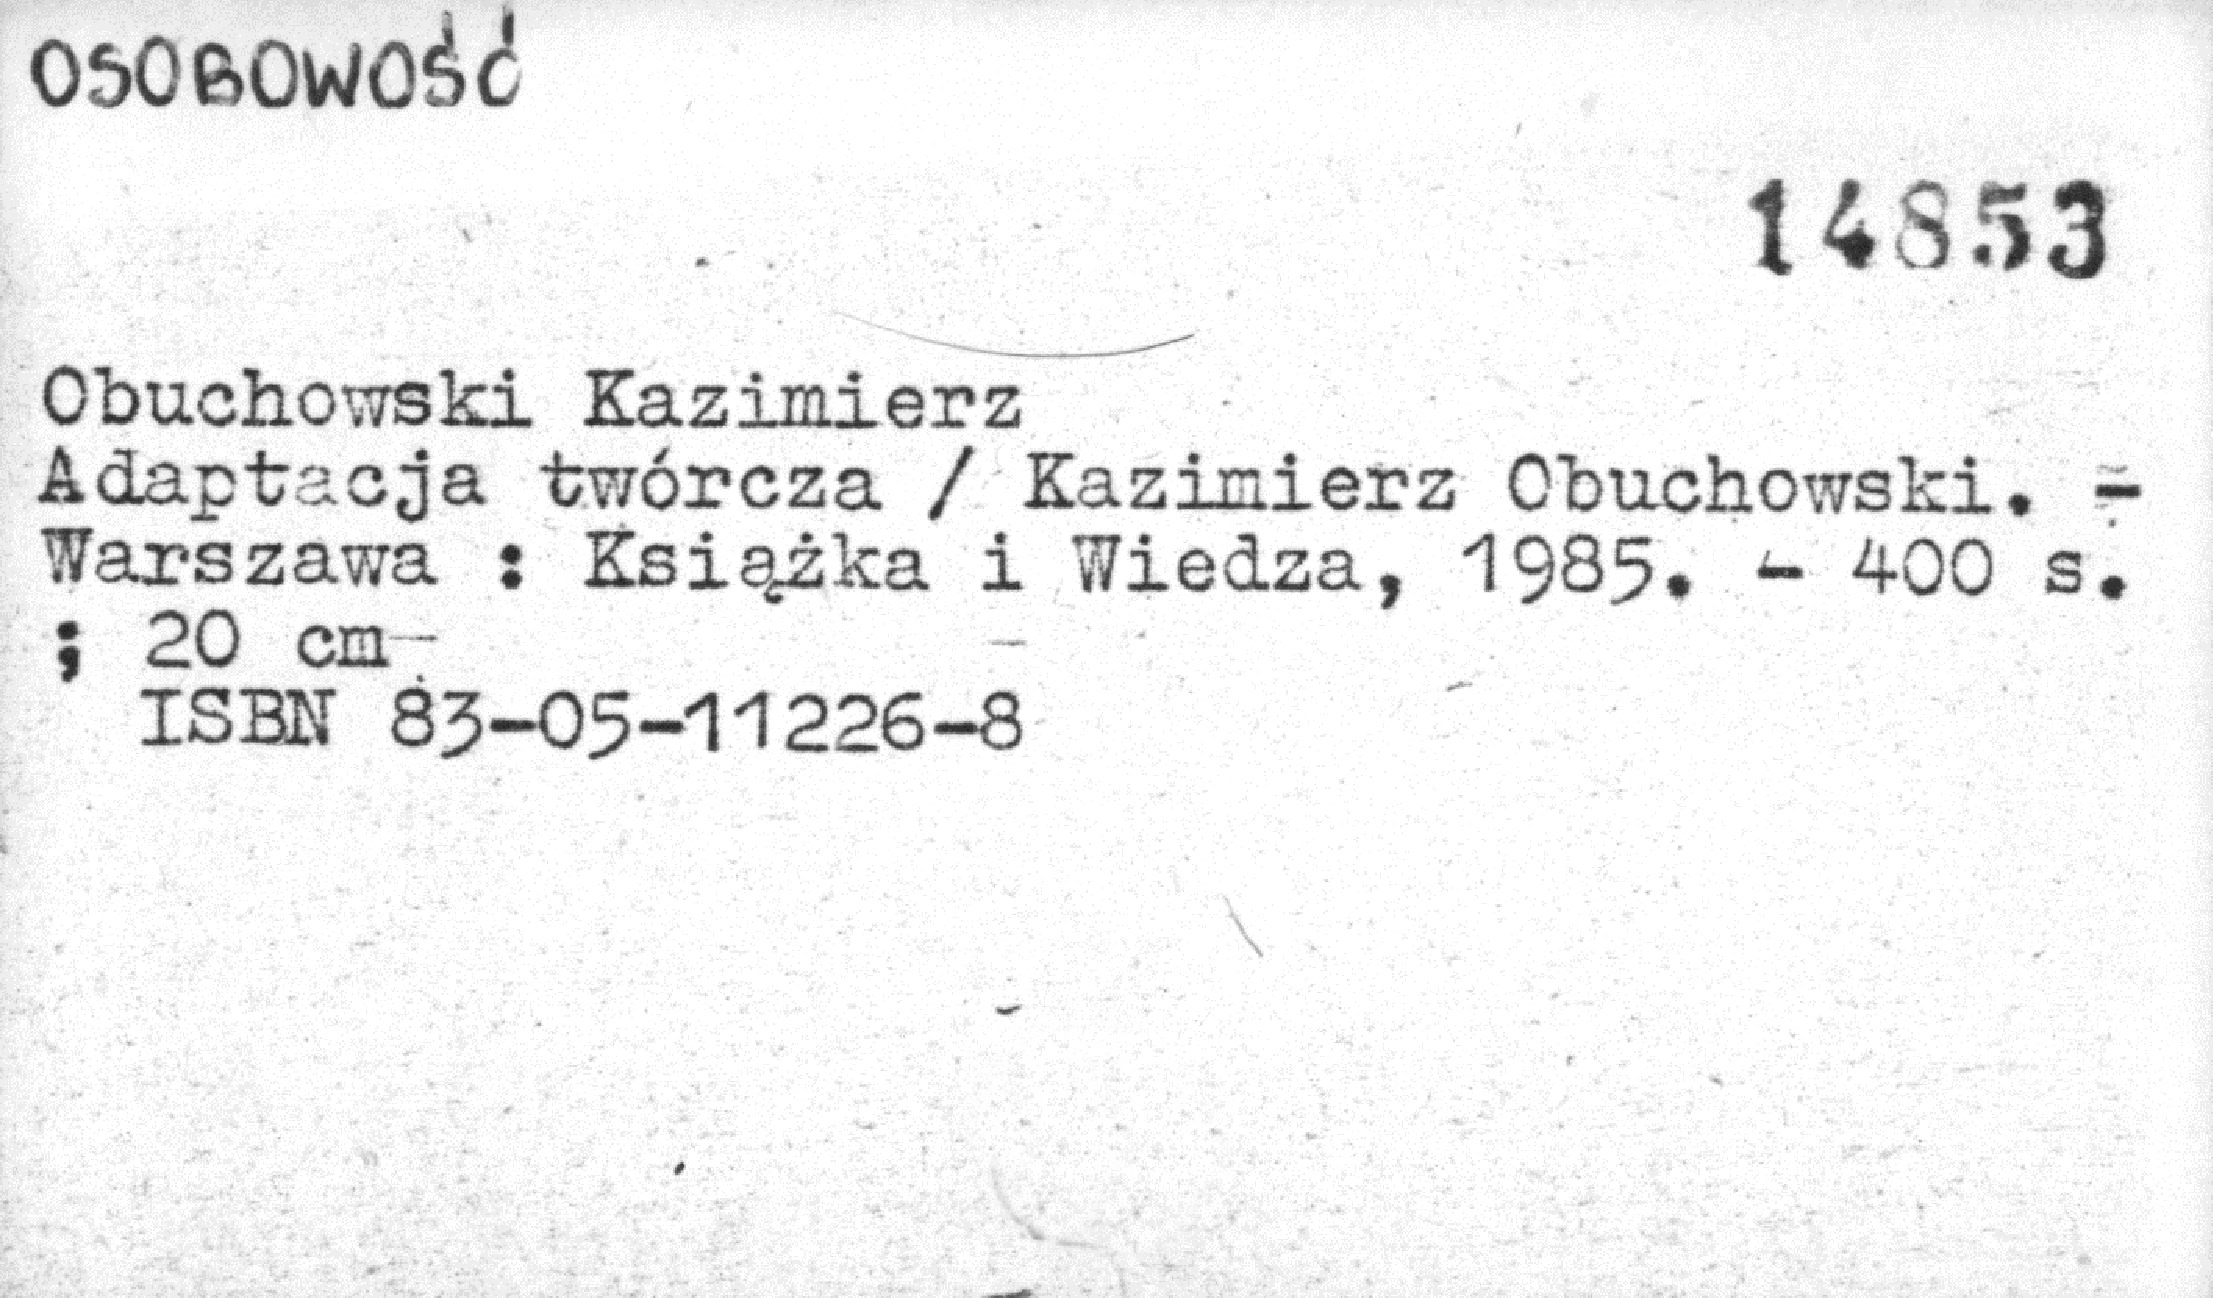 OSOBOWOŚĆ
14853
Obuchowski Kazimierz
Adaptacja twórcza / Kazimierz Obuchowski. -
Warszawa : Książka i Wiedza, 1985. - 400 s.
; 20 cm
ISBN 83-05-11226-8